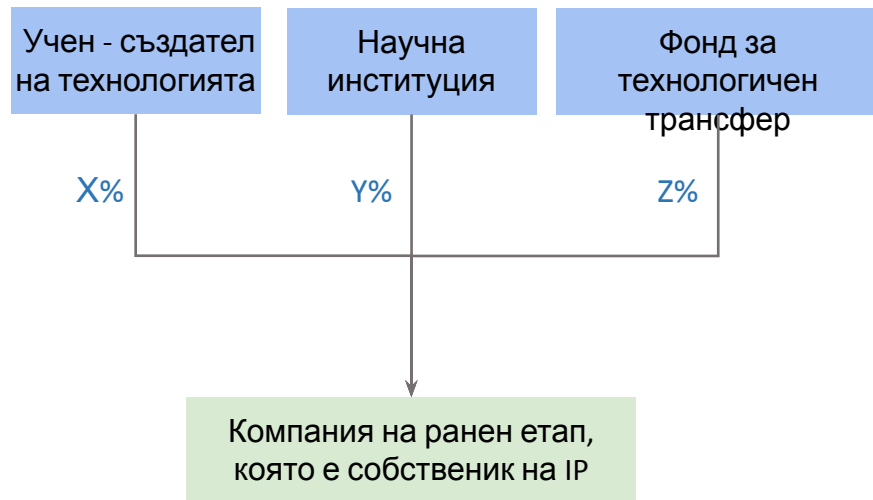 Учен - създател
на технологията
Научна
институция
Фонд за
технологичен
трансфер
X%
Y%
Z%
Компания на ранен етап,
която е собственик на IP